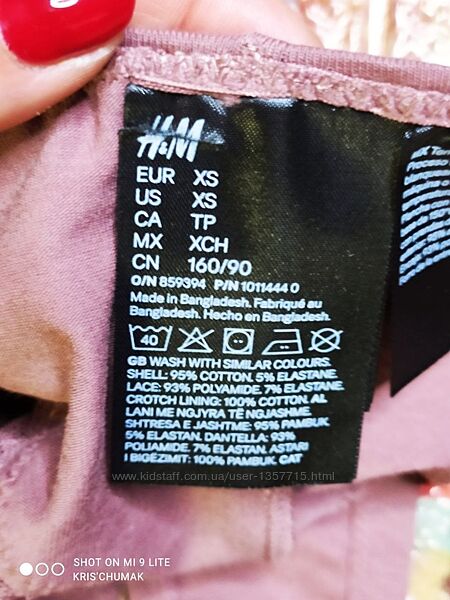 H&M
EUR XS
US XS
CA TP
MX XCH
CN 160/90
O/N 859394 P/N 1011444 0
Made in Bangladesh. Fabriqué au
Bangladesh. Hecho en Bangladesh.
40
GB WASH WITH SIMILAR COLOURS.
SHELL: 95% COTTON. 5% ELASTANE.
LACE: 93% POLYAMIDE. 7% ELASTANE.
CROTCH LINING: 100% COTTON. AL
LANI ME NGJYRA TË NGJASHME.
SHTRESA E JASHTME: 95% PAMBUK.
5% ELASTAN. DANTELLA: 93%
POLIAMIDE. 7% ELASTAN. ASTARI
I BIGËZIMIT: 100% PAMBUK. CAT
www.kidstaff.com.ua/user-1357715.html
SHOT ON MI 9 LITE
KRIS'CHUMAK